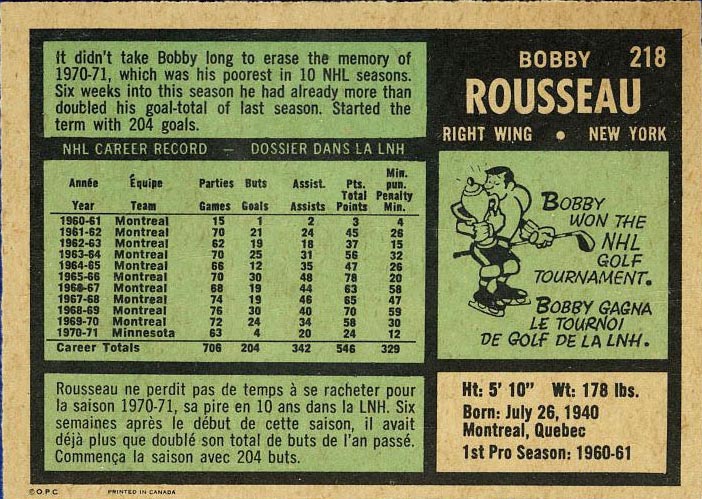 It didn't take Bobby long to erase the memory of
1970-71, which was his poorest in 10 NHL seasons.
Six weeks into this season he had already more than
doubled his goal-total of last season. Started the
term with 204 goals.
BOBBY 218
ROUSSEAU
RIGHT WING • NEW YORK
NHL CAREER RECORD — DOSSIER DANS LA LNH
Année Équipe Parties Buts Assist. Pts. Min. pun.
Year Team Games Goals Assists Total Points Penalty Min.
1960-61 Montreal 15 1 2 3 4
1961-62 Montreal 70 21 24 45 26
1962-63 Montreal 62 19 18 37 15
1963-64 Montreal 70 25 31 56 32
1964-65 Montreal 66 12 35 47 26
1965-66 Montreal 70 30 48 78 20
1966-67 Montreal 68 19 44 63 58
1967-68 Montreal 74 19 46 65 47
1968-69 Montreal 76 30 40 70 59
1969-70 Montreal 72 24 34 58 30
1970-71 Minnesota 63 4 20 24 12
Career Totals 706 204 342 546 329
BOBBY
WON THE
NHL
GOLF
TOURNAMENT.
BOBBY GAGNA
LE TOURNOI
DE GOLF DE LA LNH.
Rousseau ne perdit pas de temps à se racheter pour
la saison 1970-71, sa pire en 10 ans dans la LNH. Six
semaines après le début de cette saison, il avait
déjà plus que doublé son total de buts de l'an passé.
Commença la saison avec 204 buts.
Ht: 5' 10" Wt: 178 lbs.
Born: July 26, 1940
Montreal, Quebec
1st Pro Season: 1960-61
© O.P.C. PRINTED IN CANADA